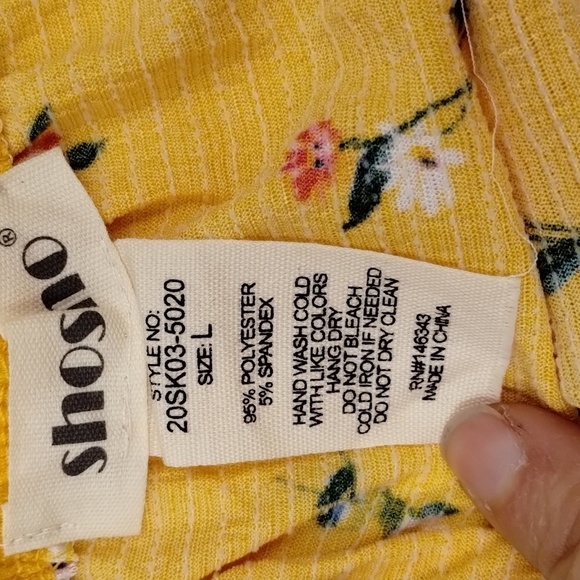 shosho®
STYLE NO:
20SK03-5020
SIZE: L
95% POLYESTER
5% SPANDEX
HAND WASH COLD
WITH LIKE COLORS
HANG DRY
DO NOT BLEACH
COLD IRON IF NEEDED
DO NOT DRY CLEAN
RN#146343
MADE IN CHINA